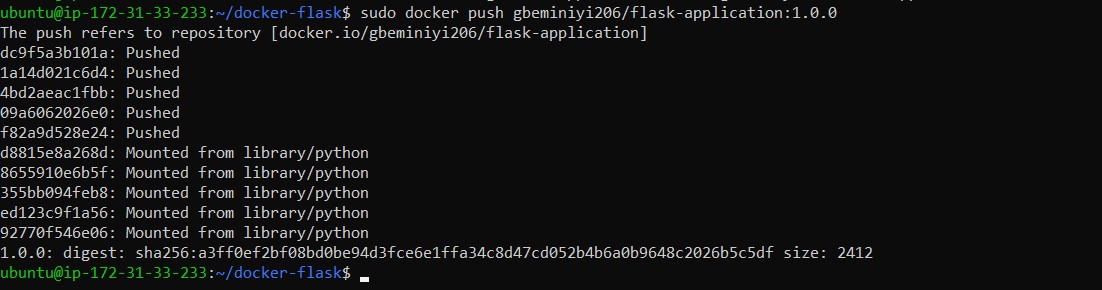 ubuntu@ip-172-31-33-233:~/docker-flask$ sudo docker push gbeminiyi206/flask-application:1.0.0
The push refers to repository [docker.io/gbeminiyi206/flask-application]
dc9f5a3b101a: Pushed
1a14d021c6d4: Pushed
4bd2aeac1fbb: Pushed
09a6062026e0: Pushed
f82a9d528e24: Pushed
d8815e8a268d: Mounted from library/python
8655910e6b5f: Mounted from library/python
355bb094feb8: Mounted from library/python
ed123c9f1a56: Mounted from library/python
92770f546e06: Mounted from library/python
1.0.0: digest: sha256:a3ff0ef2bf08bd0be94d3fce6e1ffa34c8d47cd052b4b6a0b9648c2026b5c5df size: 2412
ubuntu@ip-172-31-33-233:~/docker-flask$